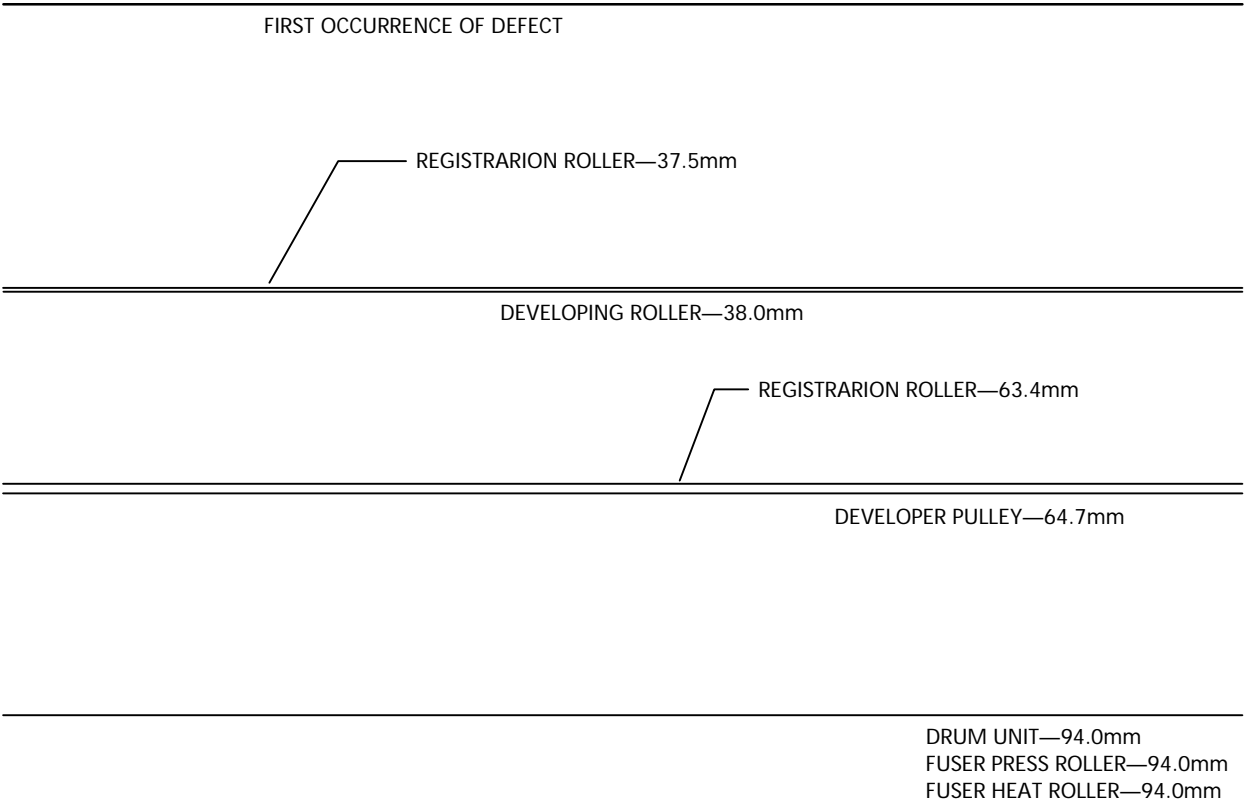 FIRST OCCURRENCE OF DEFECT
REGISTRARION ROLLER—37.5mm
DEVELOPING ROLLER—38.0mm
REGISTRARION ROLLER—63.4mm
DEVELOPER PULLEY—64.7mm
DRUM UNIT—94.0mm
FUSER PRESS ROLLER—94.0mm
FUSER HEAT ROLLER—94.0mm